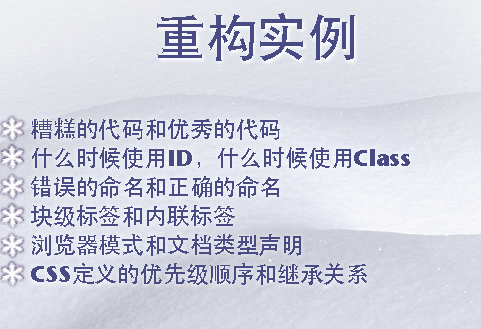 重构实例
糟糕的代码和优秀的代码
什么时候使用ID，什么时候使用Class
错误的命名和正确的命名
块级标签和内联标签
浏览器模式和文档类型声明
CSS定义的优先级顺序和继承关系